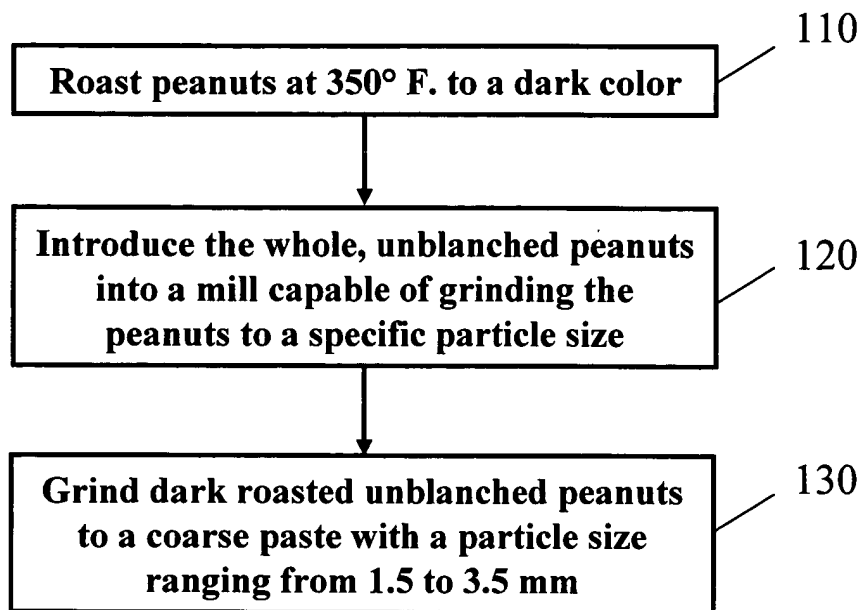 110
Roast peanuts at 350° F. to a dark color
Introduce the whole, unblanched peanuts
into a mill capable of grinding the
peanuts to a specific particle size
120
Grind dark roasted unblanched peanuts
to a coarse paste with a particle size
ranging from 1.5 to 3.5 mm
130